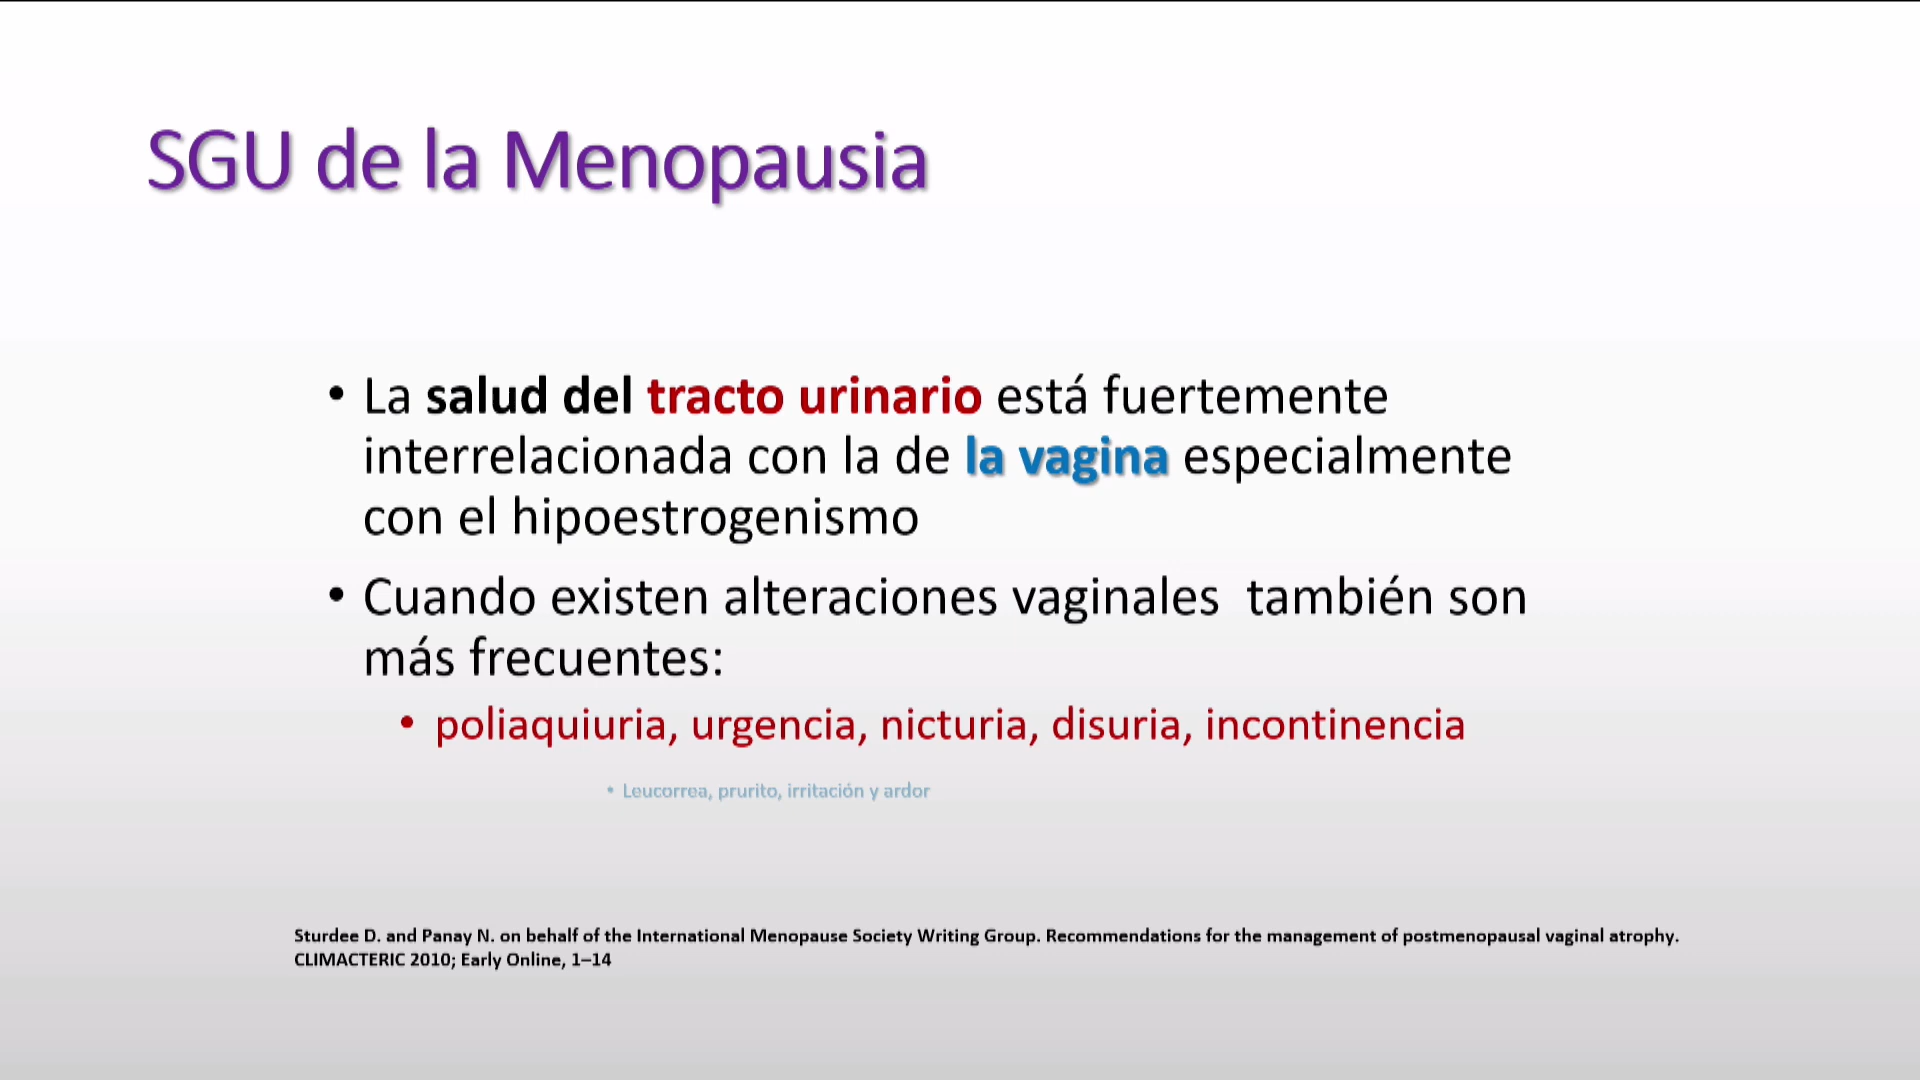 SGU de la Menopausia
• La salud del tracto urinario está fuertemente
interrelacionada con la de la vagina especialmente
con el hipoestrogenismo
• Cuando existen alteraciones vaginales  también son
más frecuentes:
• poliaquiuria, urgencia, nicturia, disuria, incontinencia
• Leucorrea, prurito, irritación y ardor
Sturdee D. and Panay N. on behalf of the International Menopause Society Writing Group. Recommendations for the management of postmenopausal vaginal atrophy.
CLIMACTERIC 2010; Early Online, 1–14